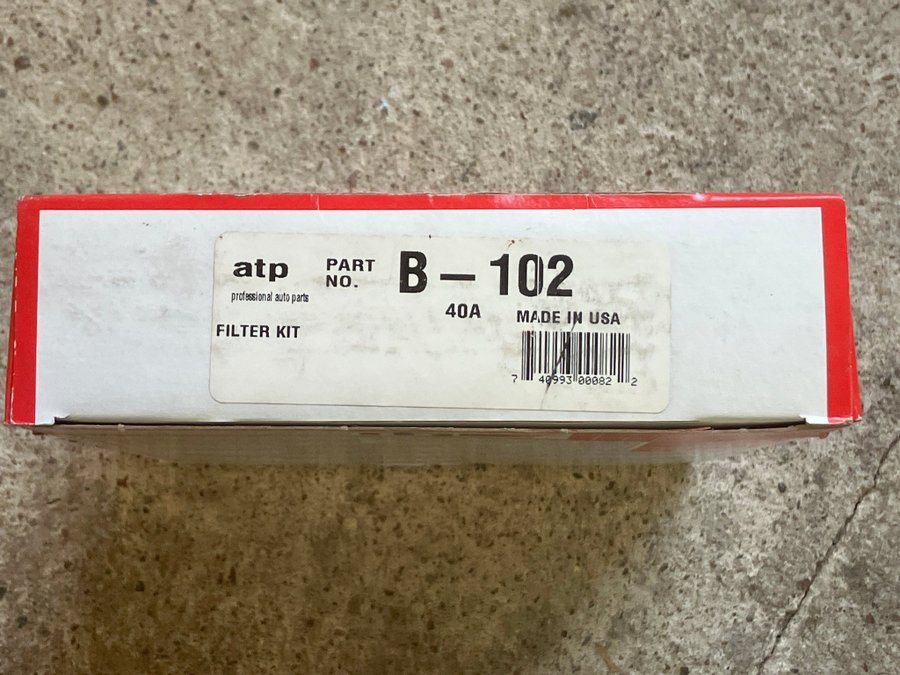 atp
professional auto parts
PART
NO.
B-102
40A
MADE IN USA
FILTER KIT
7 40993 00082 2